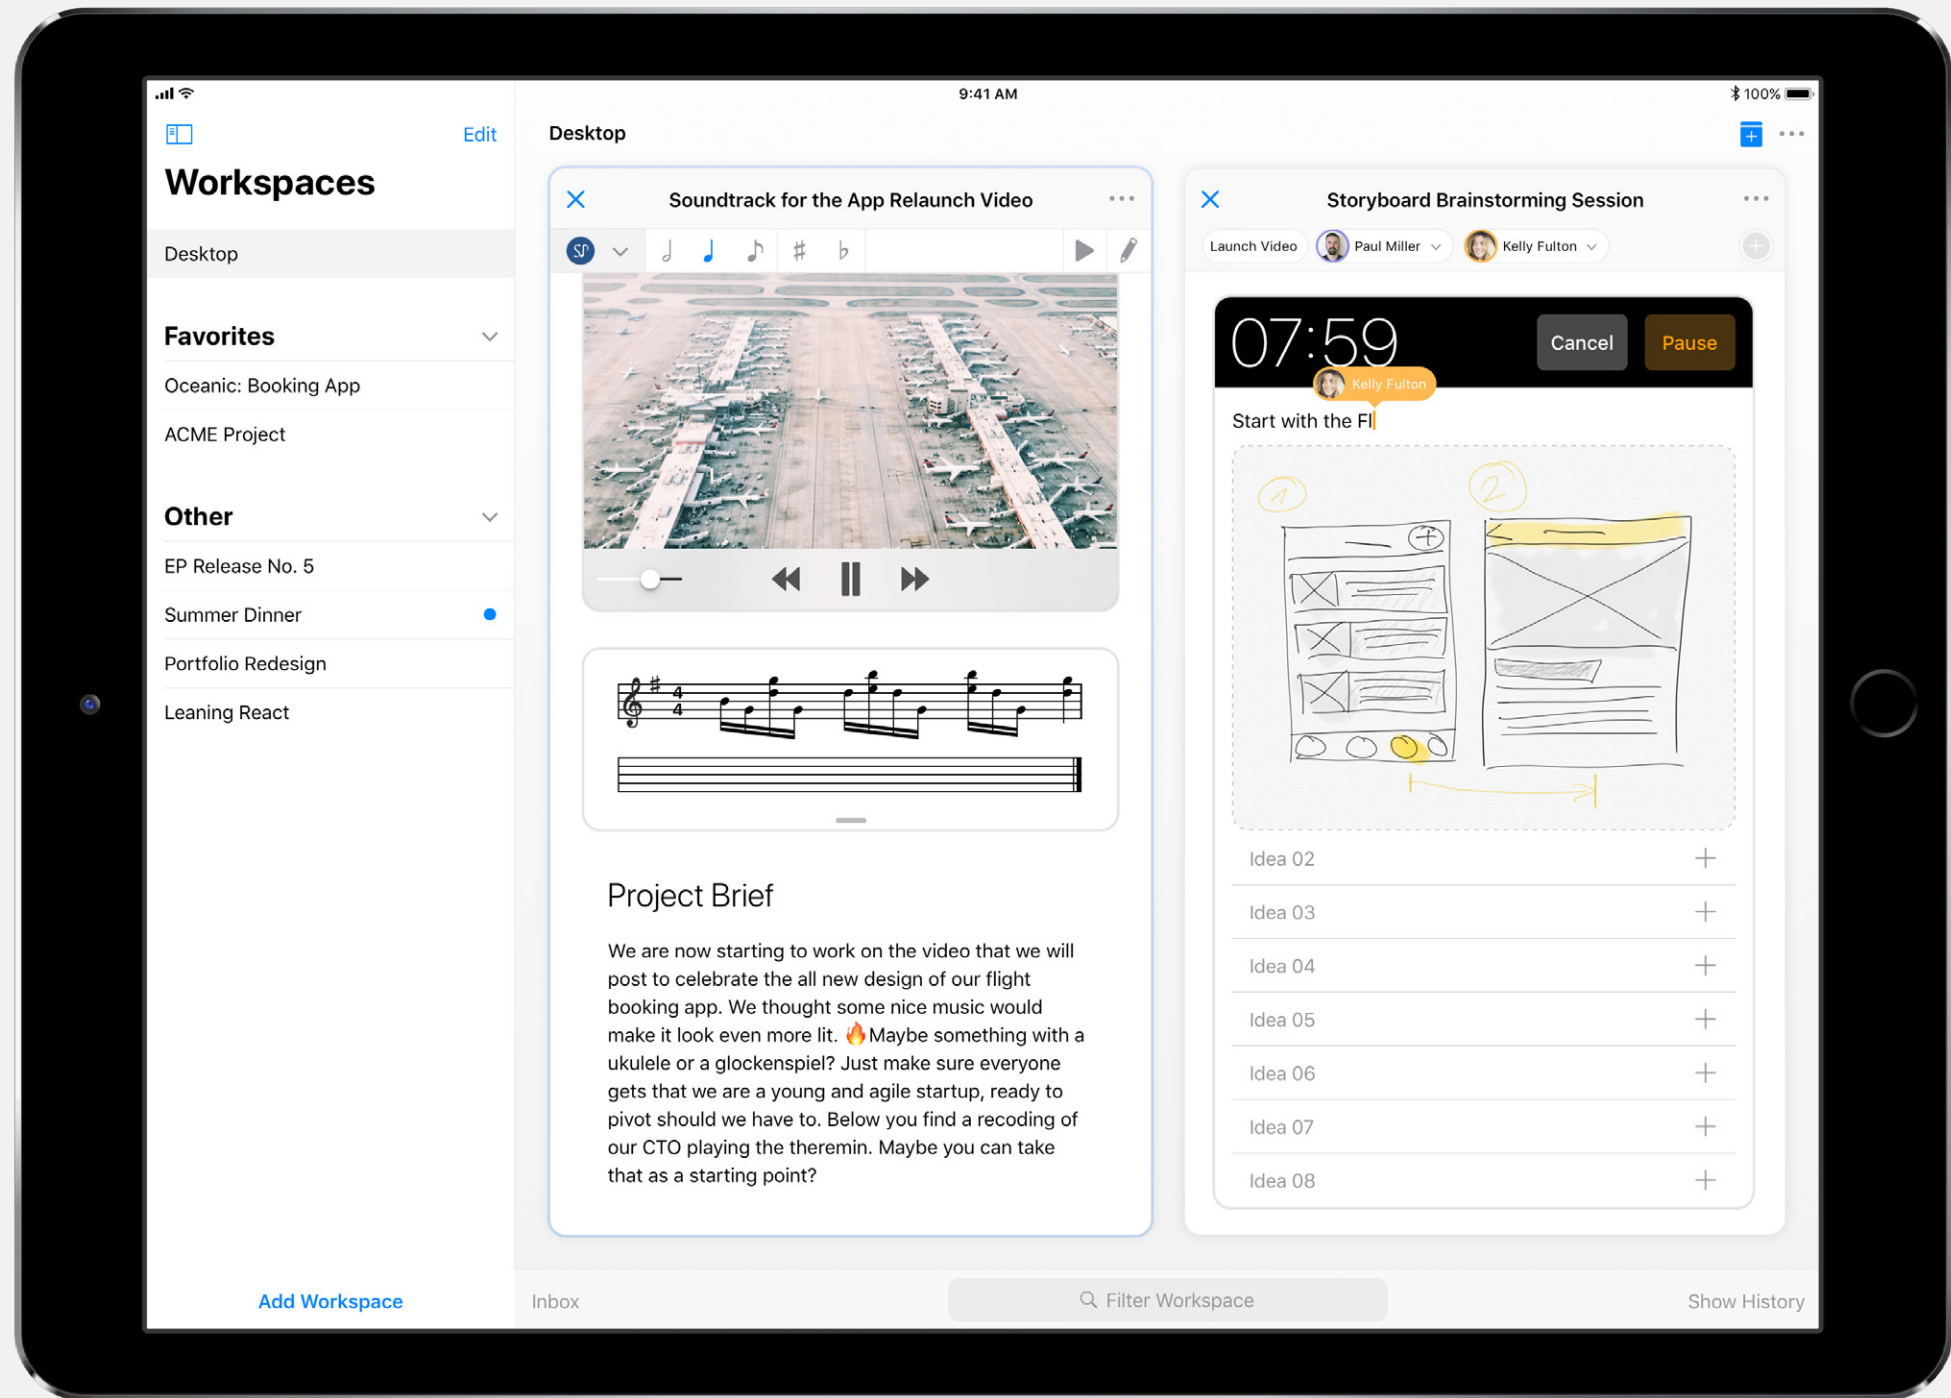 9:41 AM
100%
Edit
Workspaces
Desktop
Favorites
Oceanic: Booking App
ACME Project
Other
EP Release No. 5
Summer Dinner
Portfolio Redesign
Leaning React
Add Workspace
Desktop
Soundtrack for the App Relaunch Video
SP
4
4
Project Brief
We are now starting to work on the video that we will
post to celebrate the all new design of our flight
booking app. We thought some nice music would
make it look even more lit. 🔥Maybe something with a
ukulele or a glockenspiel? Just make sure everyone
gets that we are a young and agile startup, ready to
pivot should we have to. Below you find a recoding of
our CTO playing the theremin. Maybe you can take
that as a starting point?
Storyboard Brainstorming Session
Launch Video Paul Miller Kelly Fulton
07:59 Cancel Pause
Kelly Fulton
Start with the Fl
1 2
Idea 02
Idea 03
Idea 04
Idea 05
Idea 06
Idea 07
Idea 08
Inbox Filter Workspace Show History